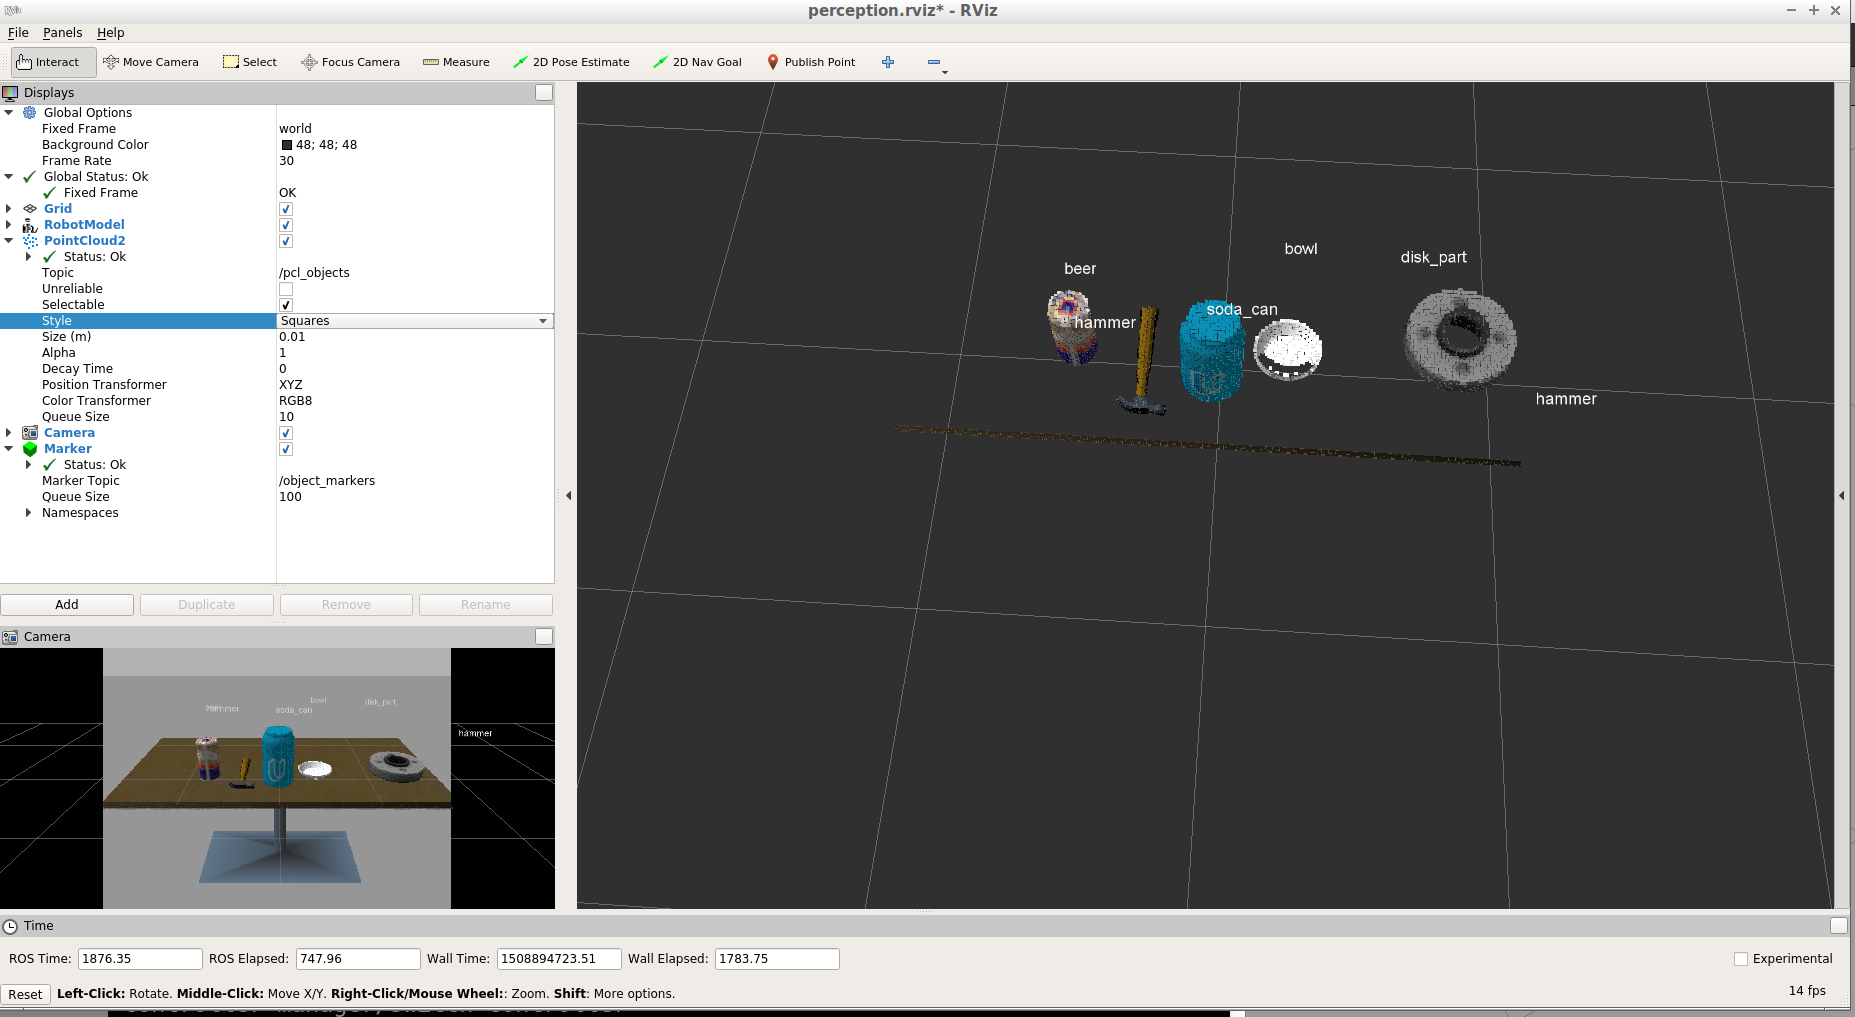 perception.rviz* - RViz
File Panels Help
Interact Move Camera Select Focus Camera Measure 2D Pose Estimate 2D Nav Goal Publish Point
Displays
Global Options
Fixed Frame world
Background Color 48; 48; 48
Frame Rate 30
Global Status: Ok
Fixed Frame OK
Grid
RobotModel
PointCloud2
Status: Ok
Topic /pcl_objects
Unreliable
Selectable
Style Squares
Size (m) 0.01
Alpha 1
Decay Time 0
Position Transformer XYZ
Color Transformer RGB8
Queue Size 10
Camera
Marker
Status: Ok
Marker Topic /object_markers
Queue Size 100
Namespaces
Add Duplicate Remove Rename
bowl
disk_part
beer
soda_can
hammer
hammer
Camera
bowl
disk_part
hammer
soda_can
hammer
Time
ROS Time: 1876.35 ROS Elapsed: 747.96 Wall Time: 1508894723.51 Wall Elapsed: 1783.75 Experimental
Reset Left-Click: Rotate. Middle-Click: Move X/Y. Right-Click/Mouse Wheel:: Zoom. Shift: More options. 14 fps